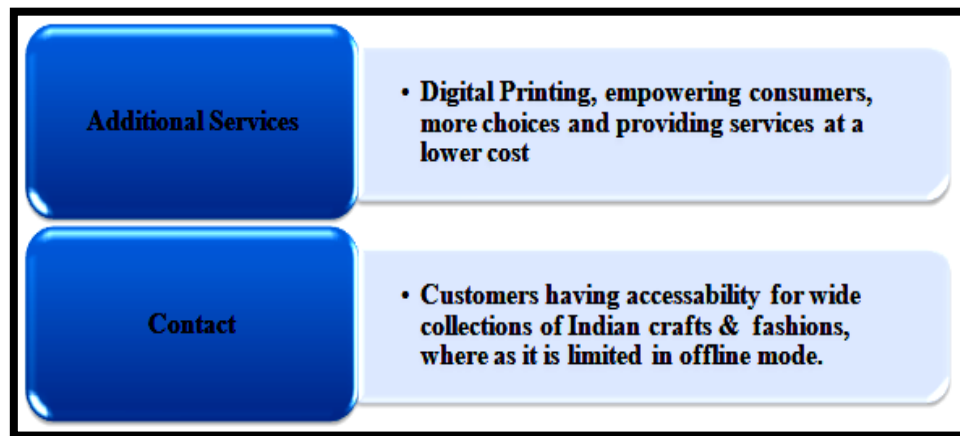 Additional Services
• Digital Printing, empowering consumers,
more choices and providing services at a
lower cost
Contact
• Customers having accessability for wide
collections of Indian crafts & fashions,
where as it is limited in offline mode.